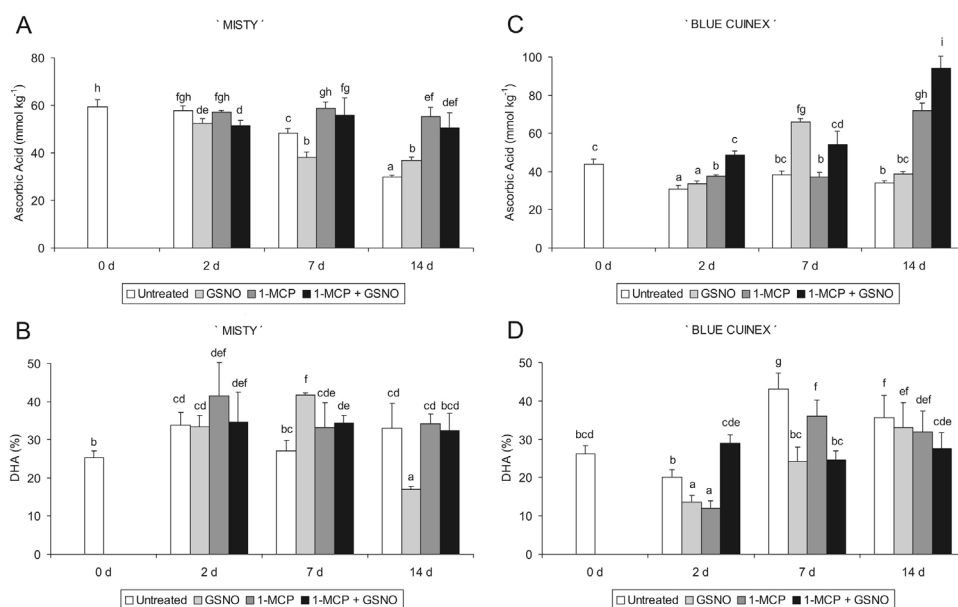 A
` MISTY ´
Ascorbic Acid (mmol kg⁻¹)
80
60
40
20
0
h
fgh de fgh d
c b gh fg
a b ef def
0 d 2 d 7 d 14 d
Untreated GSNO 1-MCP 1-MCP + GSNO
C
` BLUE CUINEX ´
Ascorbic Acid (mmol kg⁻¹)
100
80
60
40
20
0
c
a a b c
bc fg b cd
b bc gh i
0 d 2 d 7 d 14 d
Untreated GSNO 1-MCP 1-MCP + GSNO
B
` MISTY ´
DHA (%)
50
40
30
20
10
0
b
cd cd def def
bc f cde de
cd a cd bcd
0 d 2 d 7 d 14 d
Untreated GSNO 1-MCP 1-MCP + GSNO
D
` BLUE CUINEX ´
DHA (%)
50
40
30
20
10
0
bcd
b a a cde
g bc f bc
f ef def cde
0 d 2 d 7 d 14 d
Untreated GSNO 1-MCP 1-MCP + GSNO